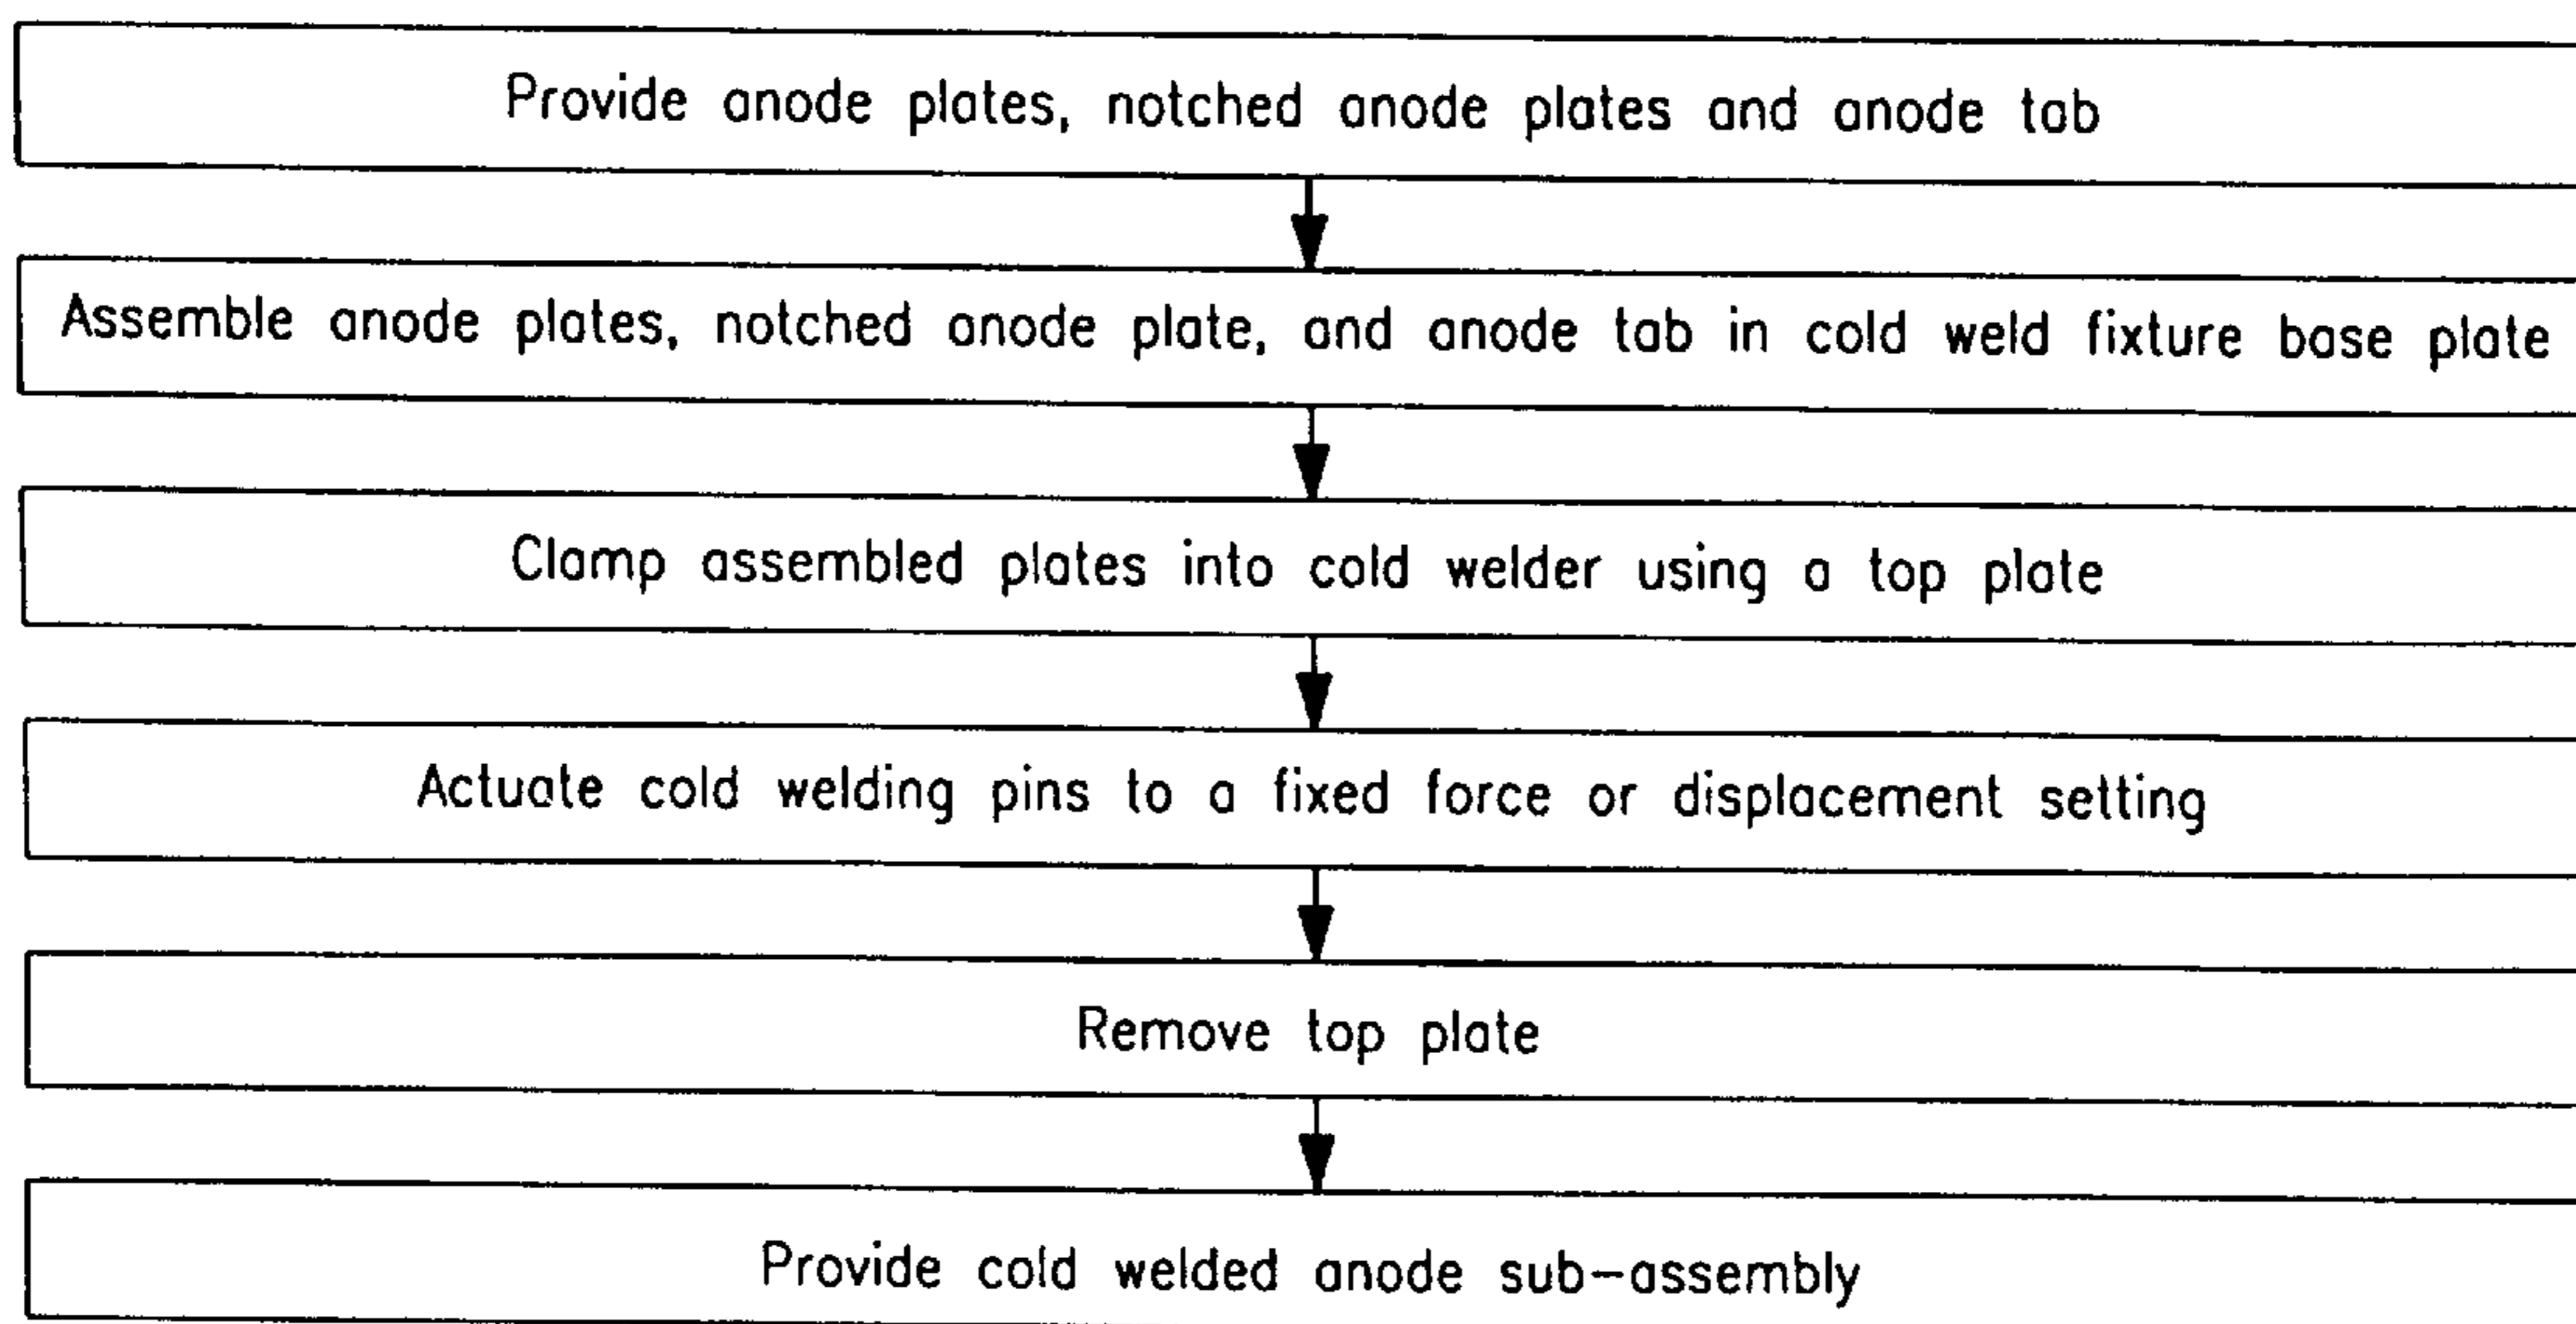 Provide anode plates, notched anode plates and anode tab
Assemble anode plates, notched anode plate, and anode tab in cold weld fixture base plate
Clamp assembled plates into cold welder using a top plate
Actuate cold welding pins to a fixed force or displacement setting
Remove top plate
Provide cold welded anode sub-assembly